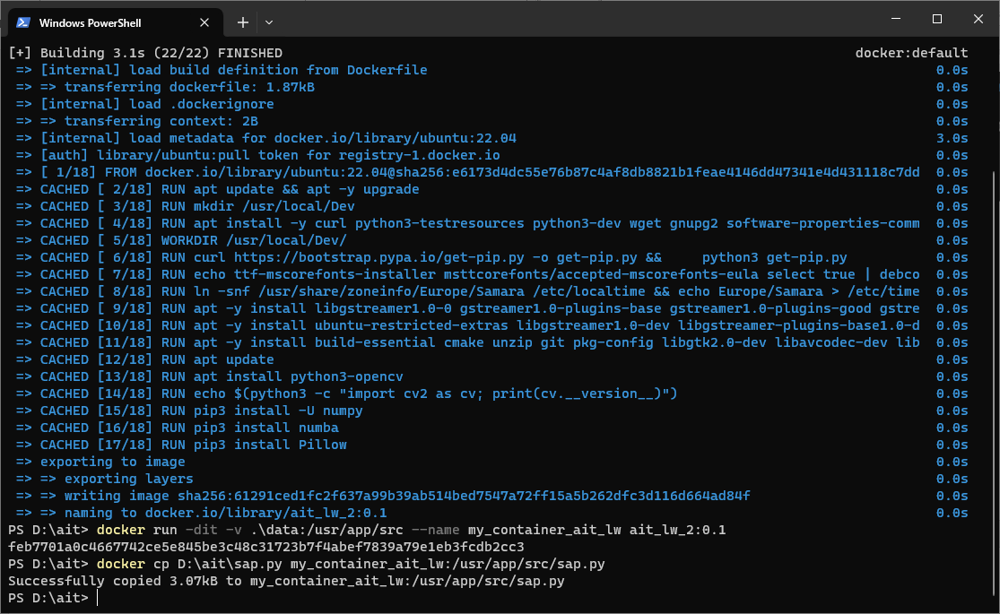 Windows PowerShell
[+] Building 3.1s (22/22) FINISHED docker:default
=> [internal] load build definition from Dockerfile 0.0s
=> => transferring dockerfile: 1.87kB 0.0s
=> [internal] load .dockerignore 0.0s
=> => transferring context: 2B 0.0s
=> [internal] load metadata for docker.io/library/ubuntu:22.04 3.0s
=> [auth] library/ubuntu:pull token for registry-1.docker.io 0.0s
=> [ 1/18] FROM docker.io/library/ubuntu:22.04@sha256:e6173d4dc55e76b87c4af8db8821b1feae4146dd47341e4d431118c7dd 0.0s
=> CACHED [ 2/18] RUN apt update && apt -y upgrade 0.0s
=> CACHED [ 3/18] RUN mkdir /usr/local/Dev 0.0s
=> CACHED [ 4/18] RUN apt install -y curl python3-testresources python3-dev wget gnupg2 software-properties-comm 0.0s
=> CACHED [ 5/18] WORKDIR /usr/local/Dev/ 0.0s
=> CACHED [ 6/18] RUN curl https://bootstrap.pypa.io/get-pip.py -o get-pip.py &&     python3 get-pip.py 0.0s
=> CACHED [ 7/18] RUN echo ttf-mscorefonts-installer msttcorefonts/accepted-mscorefonts-eula select true | debco 0.0s
=> CACHED [ 8/18] RUN ln -snf /usr/share/zoneinfo/Europe/Samara /etc/localtime && echo Europe/Samara > /etc/time 0.0s
=> CACHED [ 9/18] RUN apt -y install libgstreamer1.0-0 gstreamer1.0-plugins-base gstreamer1.0-plugins-good gstre 0.0s
=> CACHED [10/18] RUN apt -y install ubuntu-restricted-extras libgstreamer1.0-dev libgstreamer-plugins-base1.0-d 0.0s
=> CACHED [11/18] RUN apt -y install build-essential cmake unzip git pkg-config libgtk2.0-dev libavcodec-dev lib 0.0s
=> CACHED [12/18] RUN apt update 0.0s
=> CACHED [13/18] RUN apt install python3-opencv 0.0s
=> CACHED [14/18] RUN echo $(python3 -c "import cv2 as cv; print(cv.__version__)") 0.0s
=> CACHED [15/18] RUN pip3 install -U numpy 0.0s
=> CACHED [16/18] RUN pip3 install numba 0.0s
=> CACHED [17/18] RUN pip3 install Pillow 0.0s
=> exporting to image 0.0s
=> => exporting layers 0.0s
=> => writing image sha256:61291ced1fc2f637a99b39ab514bed7547a72ff15a5b262dfc3d116d664ad84f 0.0s
=> => naming to docker.io/library/ait_lw_2:0.1 0.0s
PS D:\ait> docker run -dit -v .\data:/usr/app/src --name my_container_ait_lw ait_lw_2:0.1
feb7701a0c4667742ce5e845be3c48c31723b7f4abef7839a79e1eb3fcdb2cc3
PS D:\ait> docker cp D:\ait\sap.py my_container_ait_lw:/usr/app/src/sap.py
Successfully copied 3.07kB to my_container_ait_lw:/usr/app/src/sap.py
PS D:\ait>